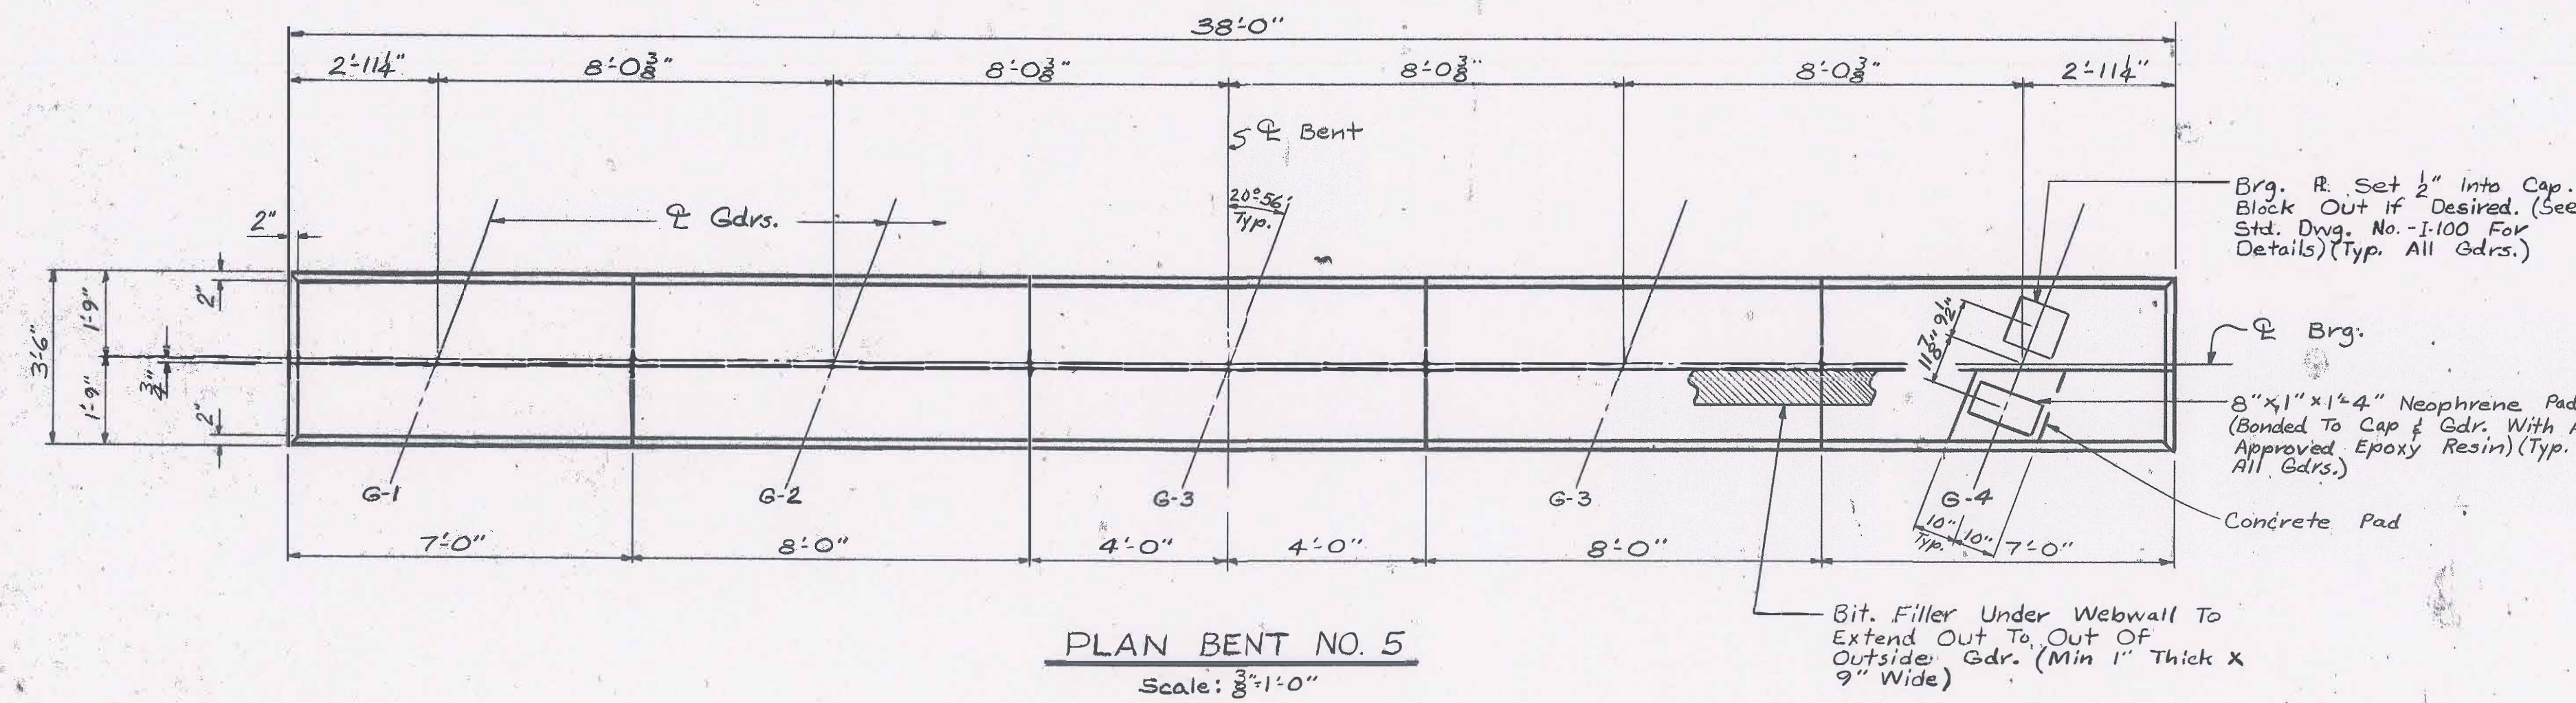 38'-0"
2'-11¼" 8'-0⅜" 8'-0⅜" 8'-0⅜" 8'-0⅜" 2'-11¼"
℄ Bent
20°-56'
Typ.
℄ Gdrs.
2"
Brg. ℞. Set ½" Into Cap.
Block Out If Desired. (See
Std. Dwg. No. -I-100 For
Details)(Typ. All Gdrs.)
3'-6"
1'-9"
1'-9"
¾"
2"
2"
9½"
11⅞"
℄ Brg.
8"x1"x1'-4" Neophrene Pad
(Bonded To Cap & Gdr. With
Approved Epoxy Resin)(Typ.
All Gdrs.)
G-1 G-2 G-3 G-3 G-4
Concrete Pad
10"
Typ.
10"
7'-0" 8'-0" 4'-0" 4'-0" 8'-0" 7'-0"
Bit. Filler Under Webwall To
Extend Out To Out Of
Outside Gdr. (Min 1" Thick x
9" Wide)
PLAN BENT NO. 5
Scale: ⅜"=1'-0"